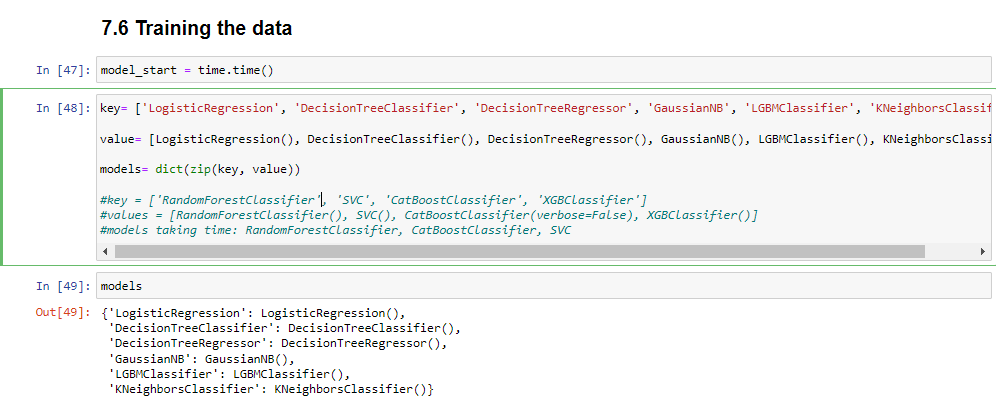 7.6 Training the data
In [47]: model_start = time.time()
In [48]: key= ['LogisticRegression', 'DecisionTreeClassifier', 'DecisionTreeRegressor', 'GaussianNB', 'LGBMClassifier', 'KNeighborsClassif
value= [LogisticRegression(), DecisionTreeClassifier(), DecisionTreeRegressor(), GaussianNB(), LGBMClassifier(), KNeighborsClassi
models= dict(zip(key, value))
#key = ['RandomForestClassifier', 'SVC', 'CatBoostClassifier', 'XGBClassifier']
#values = [RandomForestClassifier(), SVC(), CatBoostClassifier(verbose=False), XGBClassifier()]
#models taking time: RandomForestClassifier, CatBoostClassifier, SVC
In [49]: models
Out[49]: {'LogisticRegression': LogisticRegression(),
'DecisionTreeClassifier': DecisionTreeClassifier(),
'DecisionTreeRegressor': DecisionTreeRegressor(),
'GaussianNB': GaussianNB(),
'LGBMClassifier': LGBMClassifier(),
'KNeighborsClassifier': KNeighborsClassifier()}